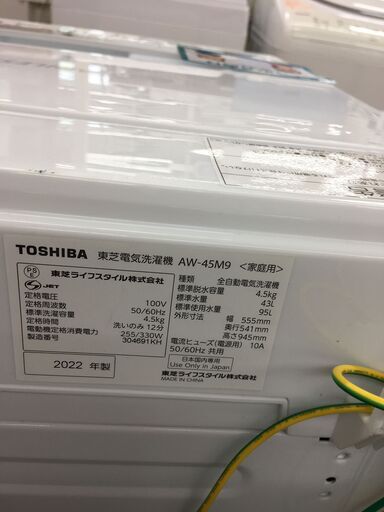 TOSHIBA 東芝電気洗濯機 AW-45M9 <家庭用>
PS
E
東芝ライフスタイル株式会社
JET
定格電圧 100V
定格周波数 50/60Hz
標準洗濯容量 4.5kg
定格時間 洗いのみ 12分
電動機定格消費電力 255/330W
製造番号 304691KH
2022 年製
種類 全自動電気洗濯機
標準脱水容量 4.5kg
標準水量 43L
標準使用水量 95L
外形寸法 幅 555mm
奥行541mm
高さ945mm
電流ヒューズ(電源用) 10A
50/60Hz 共用
日本国内専用
Use Only in Japan
東芝ライフスタイル株式会社
MADE IN CHINA